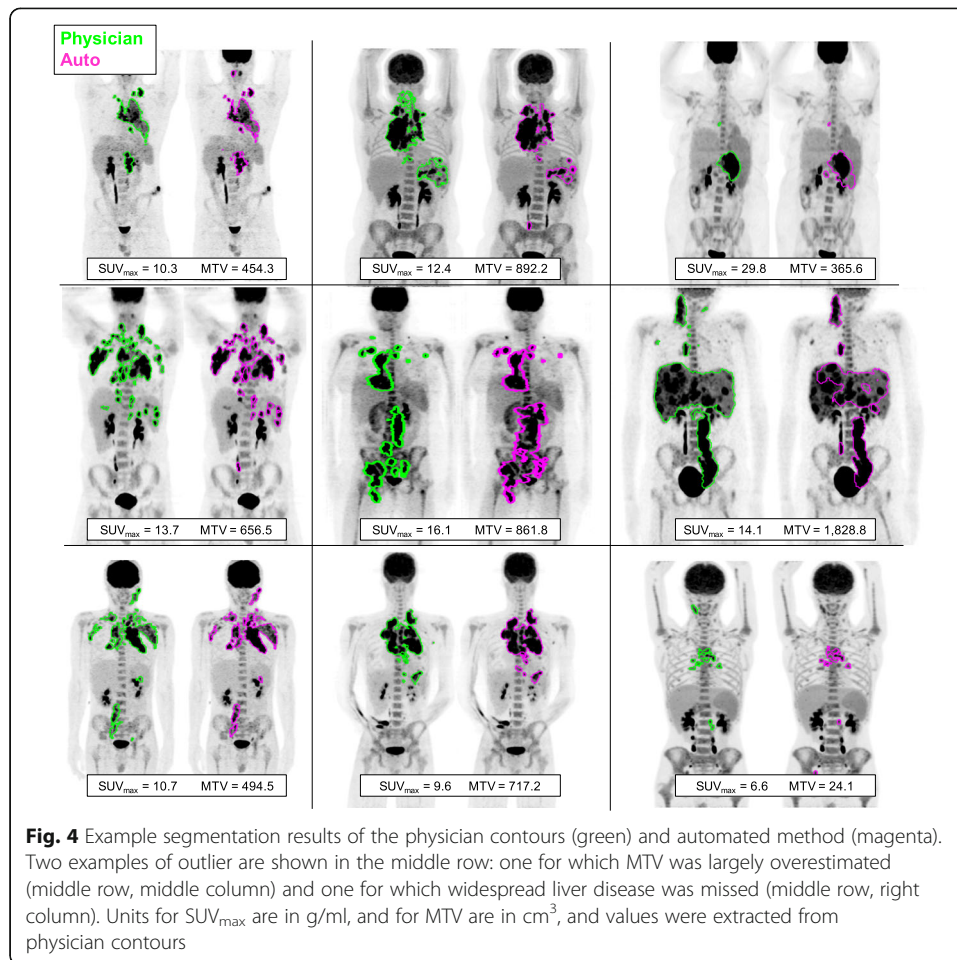 Physician
Auto
SUVmax = 10.3 MTV = 454.3
SUVmax = 12.4 MTV = 892.2
SUVmax = 29.8 MTV = 365.6
SUVmax = 13.7 MTV = 656.5
SUVmax = 16.1 MTV = 861.8
SUVmax = 14.1 MTV = 1,828.8
SUVmax = 10.7 MTV = 494.5
SUVmax = 9.6 MTV = 717.2
SUVmax = 6.6 MTV = 24.1
Fig. 4 Example segmentation results of the physician contours (green) and automated method (magenta).
Two examples of outlier are shown in the middle row: one for which MTV was largely overestimated
(middle row, middle column) and one for which widespread liver disease was missed (middle row, right
column). Units for SUVmax are in g/ml, and for MTV are in cm³, and values were extracted from
physician contours